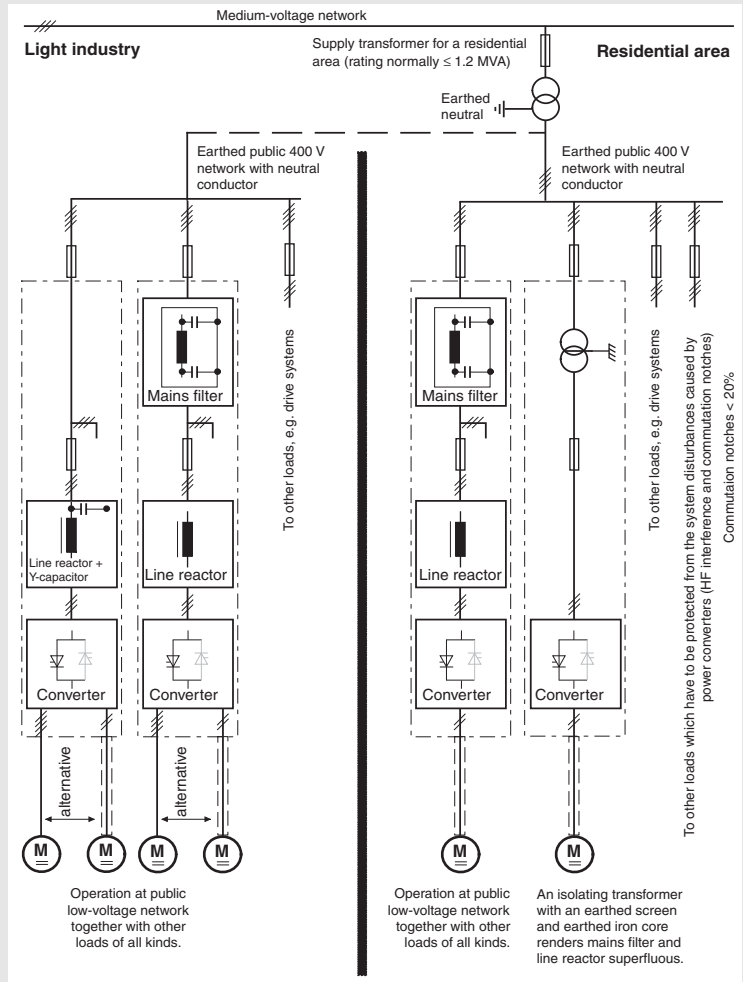 Medium-voltage network
Light industry
Supply transformer for a residential
area (rating normally ≤ 1.2 MVA)
Residential area
Earthed
neutral
Earthed public 400 V
network with neutral
conductor
Earthed public 400 V
network with neutral
conductor
Mains filter
Mains filter
To other loads, e.g. drive systems
To other loads, e.g. drive systems
To other loads which have to be protected from the system disturbances caused by
power converters (HF interference and commutation notches)
Commutaion notches < 20%
Line reactor +
Y-capacitor
Line reactor
Line reactor
Converter
Converter
Converter
Converter
alternative
alternative
M
M
M
M
M
M
Operation at public
low-voltage network
together with other
loads of all kinds.
Operation at public
low-voltage network
together with other
loads of all kinds.
An isolating transformer
with an earthed screen
and earthed iron core
renders mains filter and
line reactor superfluous.